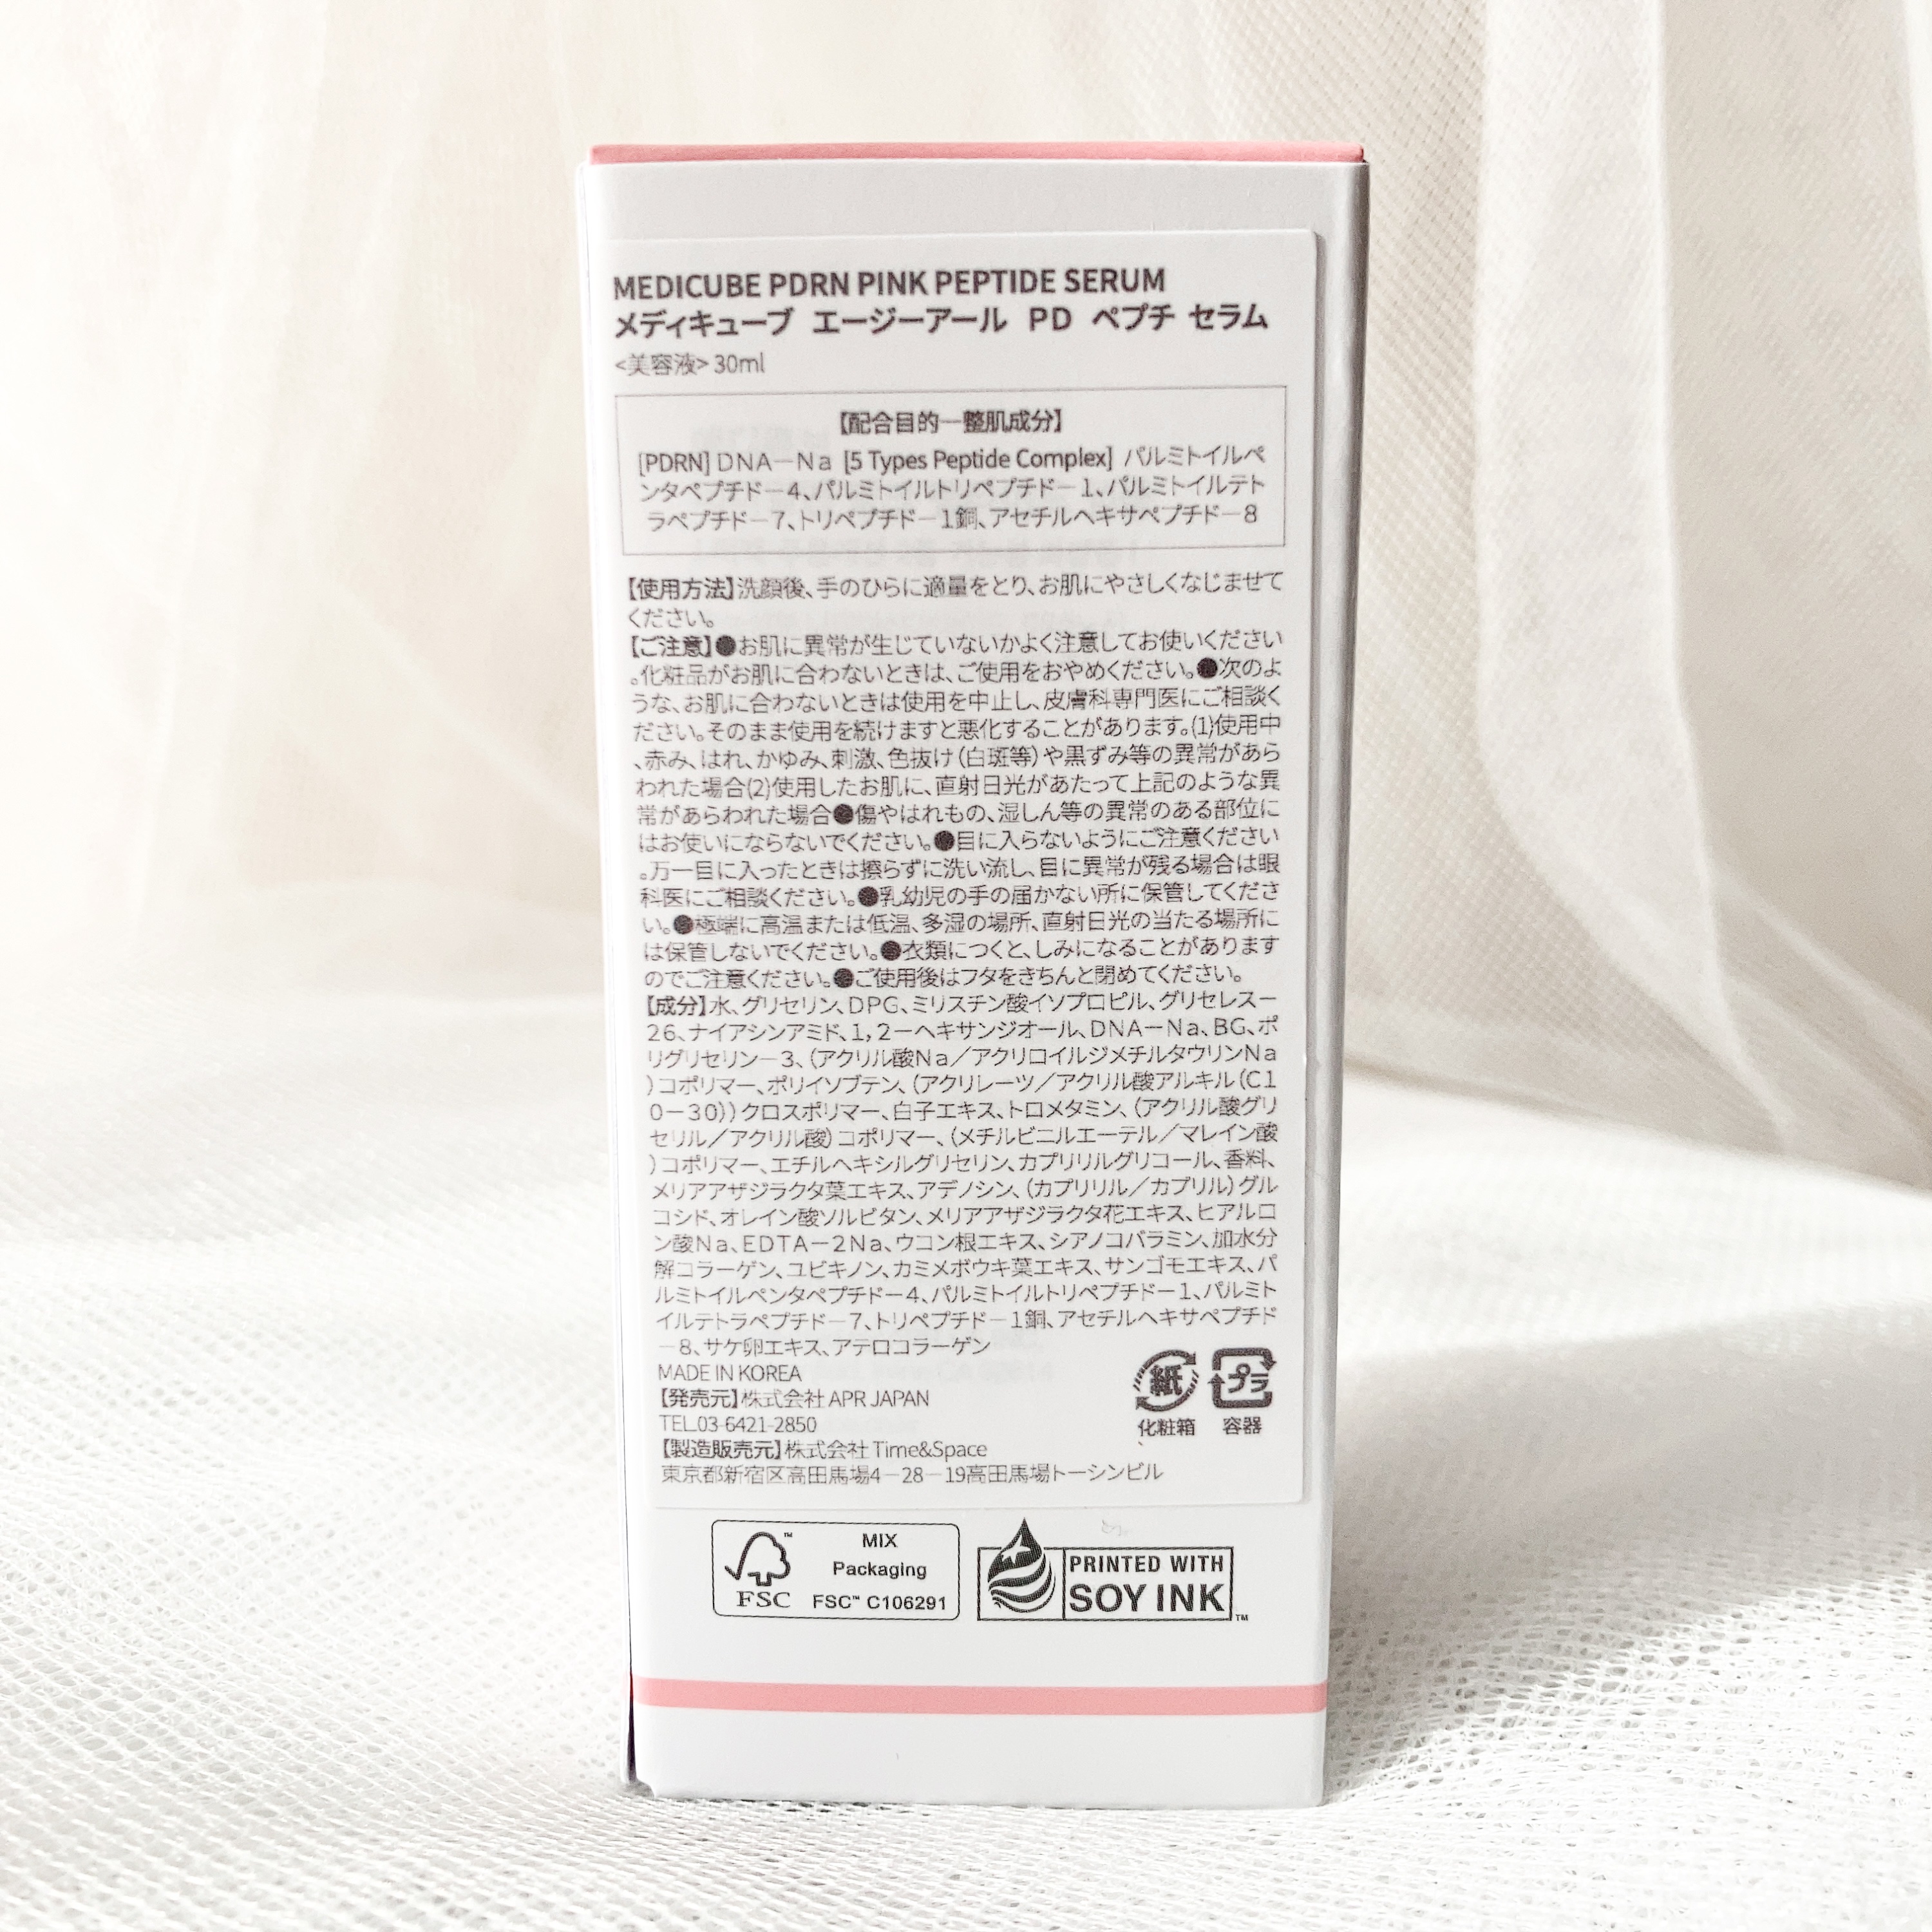 MEDICUBE PDRN PINK PEPTIDE SERUM
メディキューブ エージーアール PD ペプチ セラム
<美容液> 30ml
【配合目的―整肌成分】
[PDRN] DNA－Na [5 Types Peptide Complex] パルミトイルペ
ンタペプチド－4、パルミトイルトリペプチド－1、パルミトイルテト
ラペプチド－7、トリペプチド－1銅、アセチルヘキサペプチド－8
【使用方法】洗顔後、手のひらに適量をとり、お肌にやさしくなじませて
ください。
【ご注意】●お肌に異常が生じていないかよく注意してお使いください
。化粧品がお肌に合わないときは、ご使用をおやめください。●次のよ
うな、お肌に合わないときは使用を中止し、皮膚科専門医にご相談く
ださい。そのまま使用を続けますと悪化することがあります。(1)使用中
、赤み、はれ、かゆみ、刺激、色抜け（白斑等）や黒ずみ等の異常があら
われた場合(2)使用したお肌に、直射日光があたって上記のような異
常があらわれた場合●傷やはれもの、湿しん等の異常のある部位に
はお使いにならないでください。●目に入らないようにご注意ください
。万一目に入ったときは擦らずに洗い流し、目に異常が残る場合は眼
科医にご相談ください。●乳幼児の手の届かない所に保管してくださ
い。●極端に高温または低温、多湿の場所、直射日光の当たる場所に
は保管しないでください。●衣類につくと、しみになることがあります
のでご注意ください。●ご使用後はフタをきちんと閉めてください。
【成分】水、グリセリン、DPG、ミリスチン酸イソプロピル、グリセレス－
26、ナイアシンアミド、1，2－ヘキサンジオール、DNA－Na、BG、ポ
リグリセリン－3、（アクリル酸Na／アクリロイルジメチルタウリンNa
）コポリマー、ポリイソブテン、（アクリレーツ／アクリル酸アルキル（C1
0－30））クロスポリマー、白子エキス、トロメタミン、（アクリル酸グリ
セリル／アクリル酸）コポリマー、（メチルビニルエーテル／マレイン酸
）コポリマー、エチルヘキシルグリセリン、カプリリルグリコール、香料、
メリアアザジラクタ葉エキス、アデノシン、（カプリリル／カプリル）グル
コシド、オレイン酸ソルビタン、メリアアザジラクタ花エキス、ヒアルロ
ン酸Na、EDTA－2Na、ウコン根エキス、シアノコバラミン、加水分
解コラーゲン、ユビキノン、カミメボウキ葉エキス、サンゴモエキス、パ
ルミトイルペンタペプチド－4、パルミトイルトリペプチド－1、パルミト
イルテトラペプチド－7、トリペプチド－1銅、アセチルヘキサペプチド
－8、サケ卵エキス、アテロコラーゲン
MADE IN KOREA
【発売元】株式会社 APR JAPAN
TEL.03-6421-2850
【製造販売元】株式会社 Time&Space
東京都新宿区高田馬場4－28－19高田馬場トーシンビル
紙
化粧箱
プラ
容器
FSC™
MIX
Packaging
FSC™ C106291
PRINTED WITH
SOY INK™